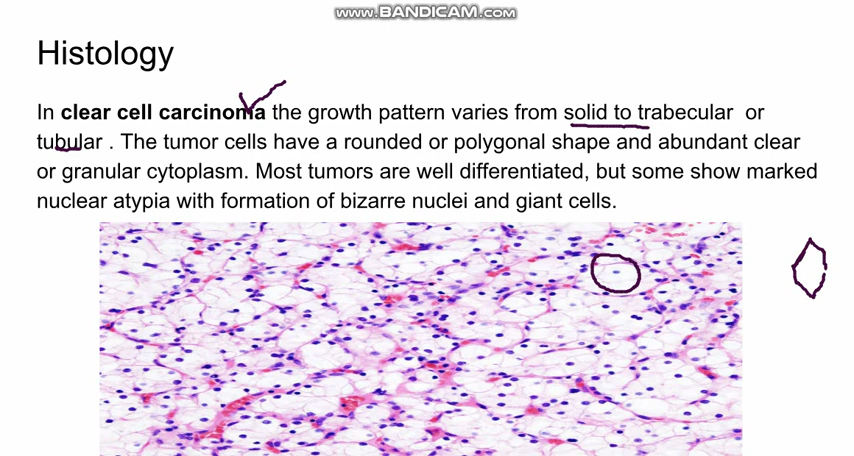 www.BANDICAM.com
Histology
In clear cell carcinoma the growth pattern varies from solid to trabecular or
tubular . The tumor cells have a rounded or polygonal shape and abundant clear
or granular cytoplasm. Most tumors are well differentiated, but some show marked
nuclear atypia with formation of bizarre nuclei and giant cells.